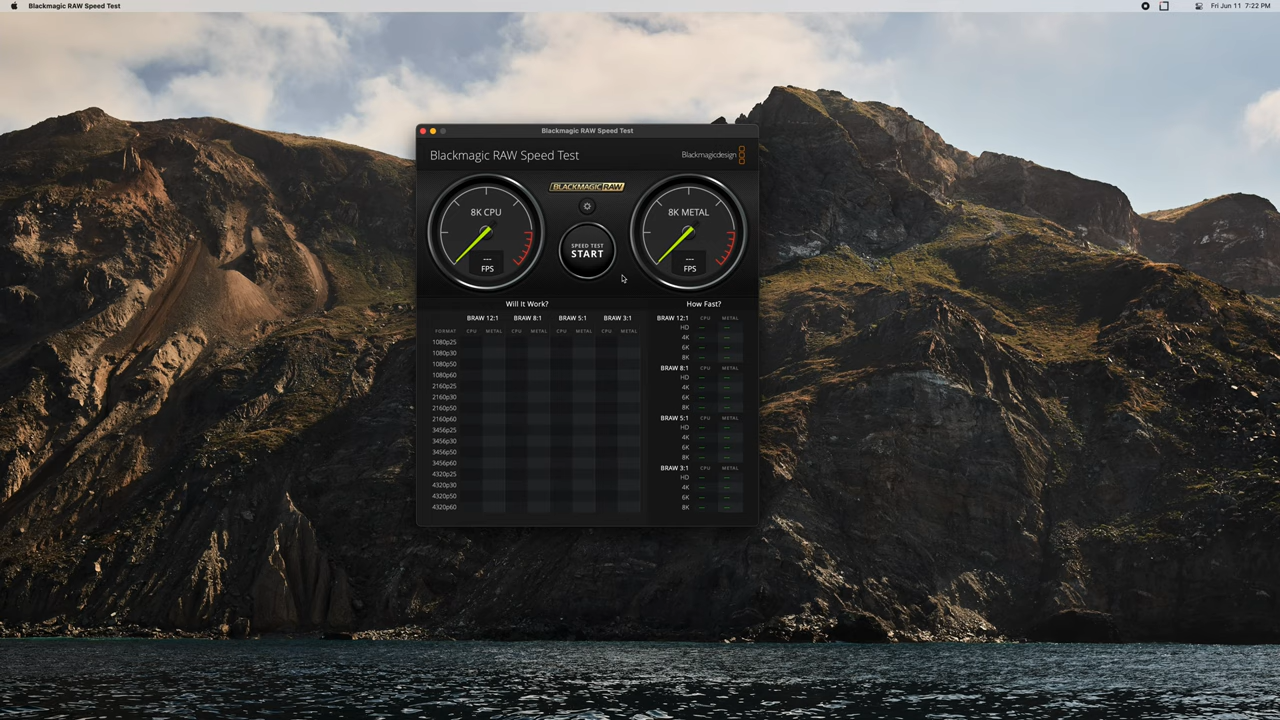 Blackmagic RAW Speed Test
Fri Jun 11 7:22 PM
Blackmagic RAW Speed Test
Blackmagic RAW Speed Test
Blackmagicdesign
BLACKMAGIC RAW
8K CPU
---
FPS
SPEED TEST
START
8K METAL
---
FPS
Will It Work?
How Fast?
BRAW 12:1 BRAW 8:1 BRAW 5:1 BRAW 3:1
FORMAT CPU METAL CPU METAL CPU METAL CPU METAL
1080p25
1080p30
1080p50
1080p60
2160p25
2160p30
2160p50
2160p60
3456p25
3456p30
3456p50
3456p60
4320p25
4320p30
4320p50
4320p60
BRAW 12:1 CPU METAL
HD --- ---
4K --- ---
6K --- ---
8K --- ---
BRAW 8:1 CPU METAL
HD --- ---
4K --- ---
6K --- ---
8K --- ---
BRAW 5:1 CPU METAL
HD --- ---
4K --- ---
6K --- ---
8K --- ---
BRAW 3:1 CPU METAL
HD --- ---
4K --- ---
6K --- ---
8K --- ---